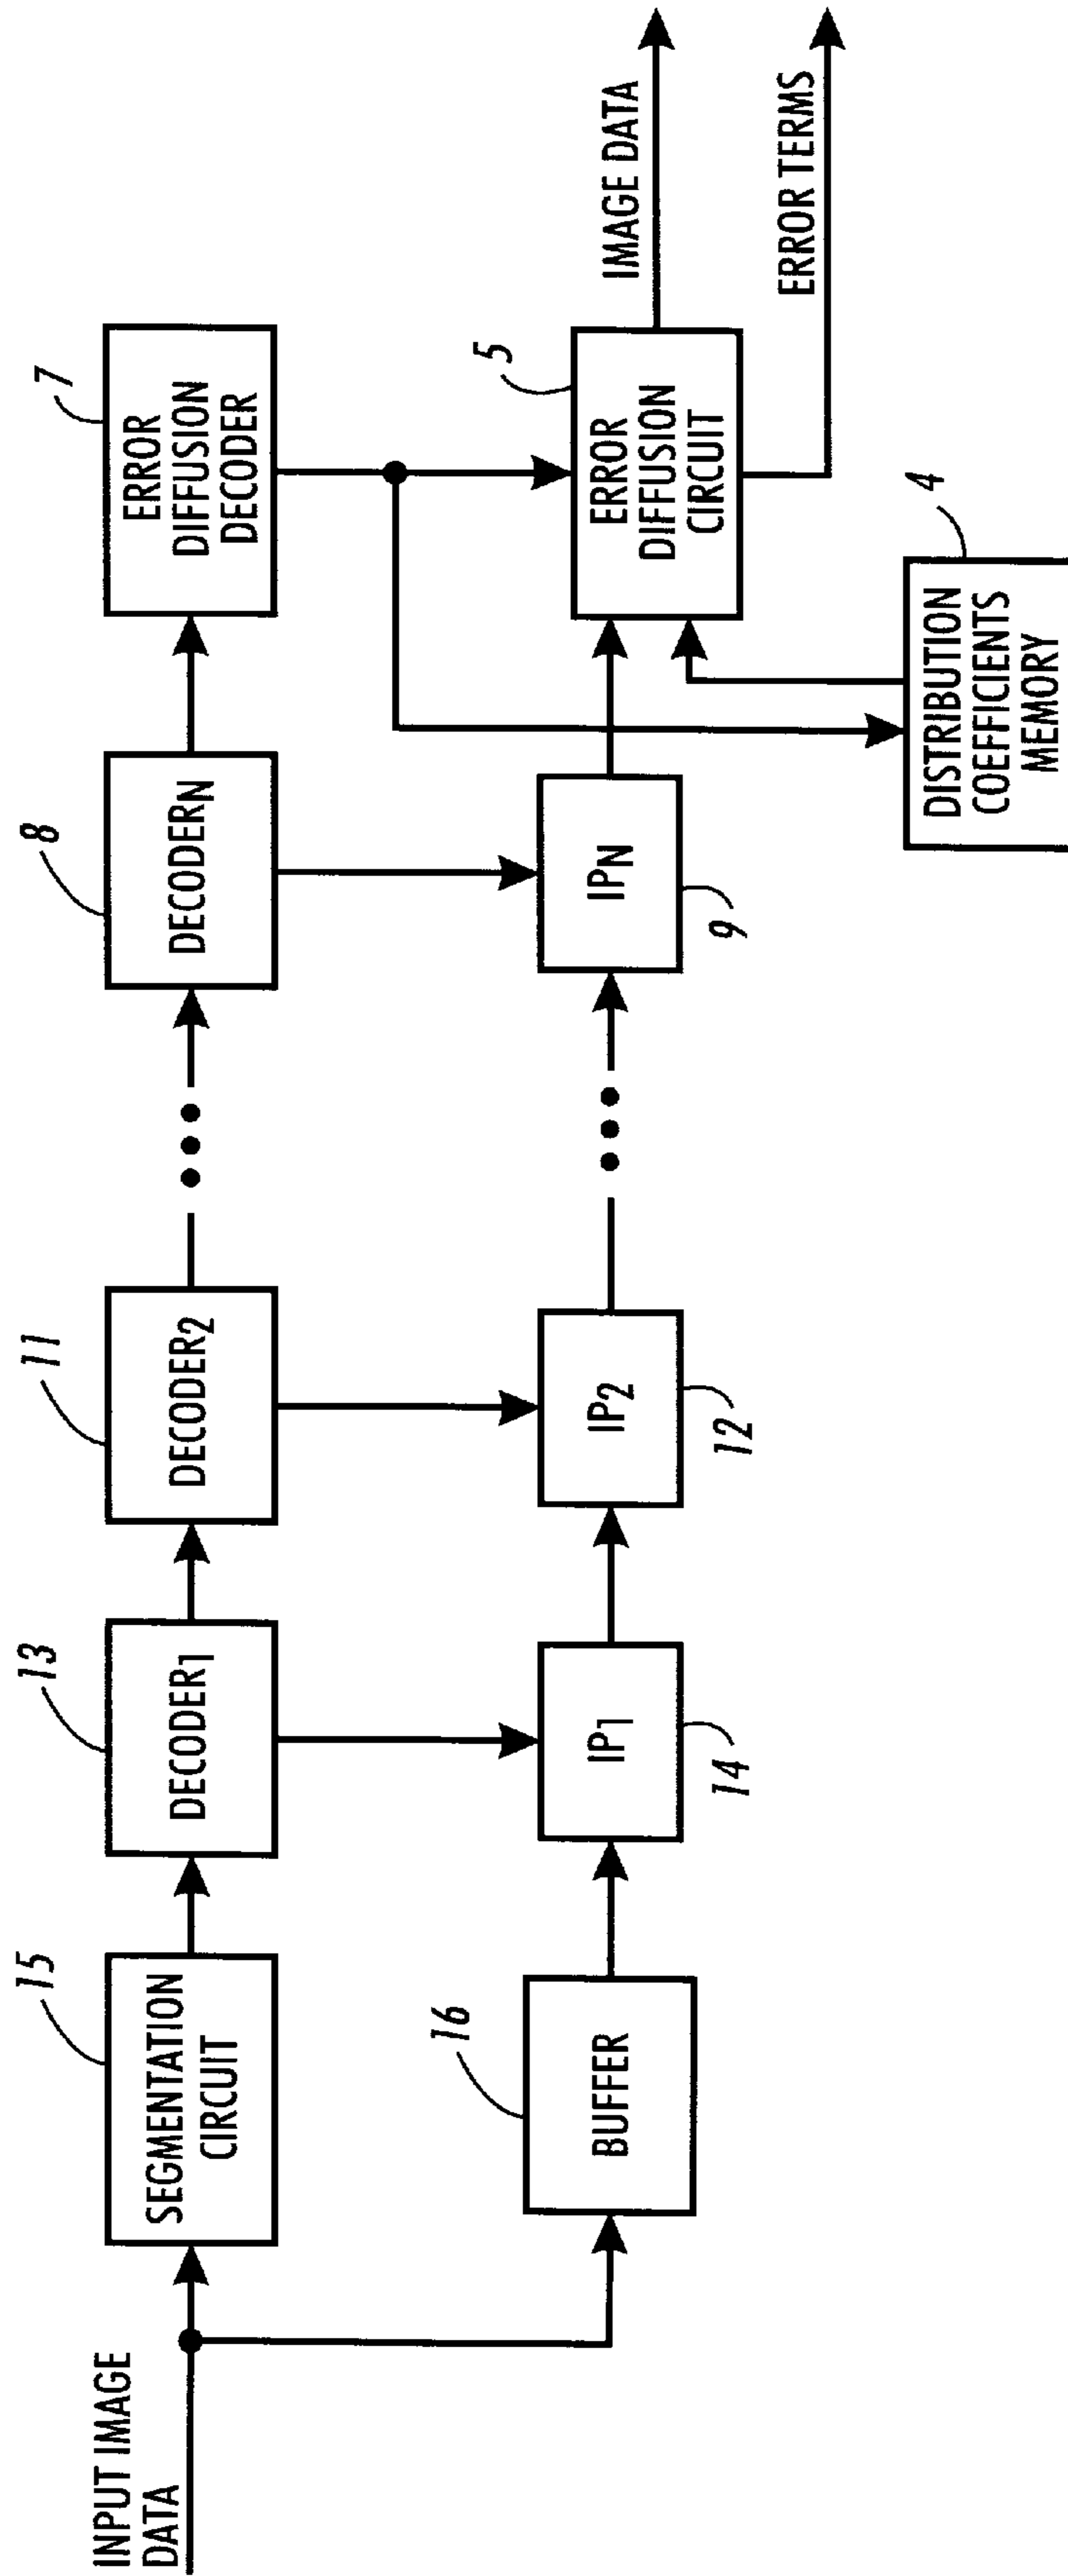 INPUT IMAGE
DATA
15
SEGMENTATION
CIRCUIT
13
DECODER1
11
DECODER2
8
DECODERN
7
ERROR
DIFFUSION
DECODER
16
BUFFER
IP1
14
IP2
12
IPN
9
5
ERROR
DIFFUSION
CIRCUIT
IMAGE DATA
ERROR TERMS
4
DISTRIBUTION
COEFFICIENTS
MEMORY